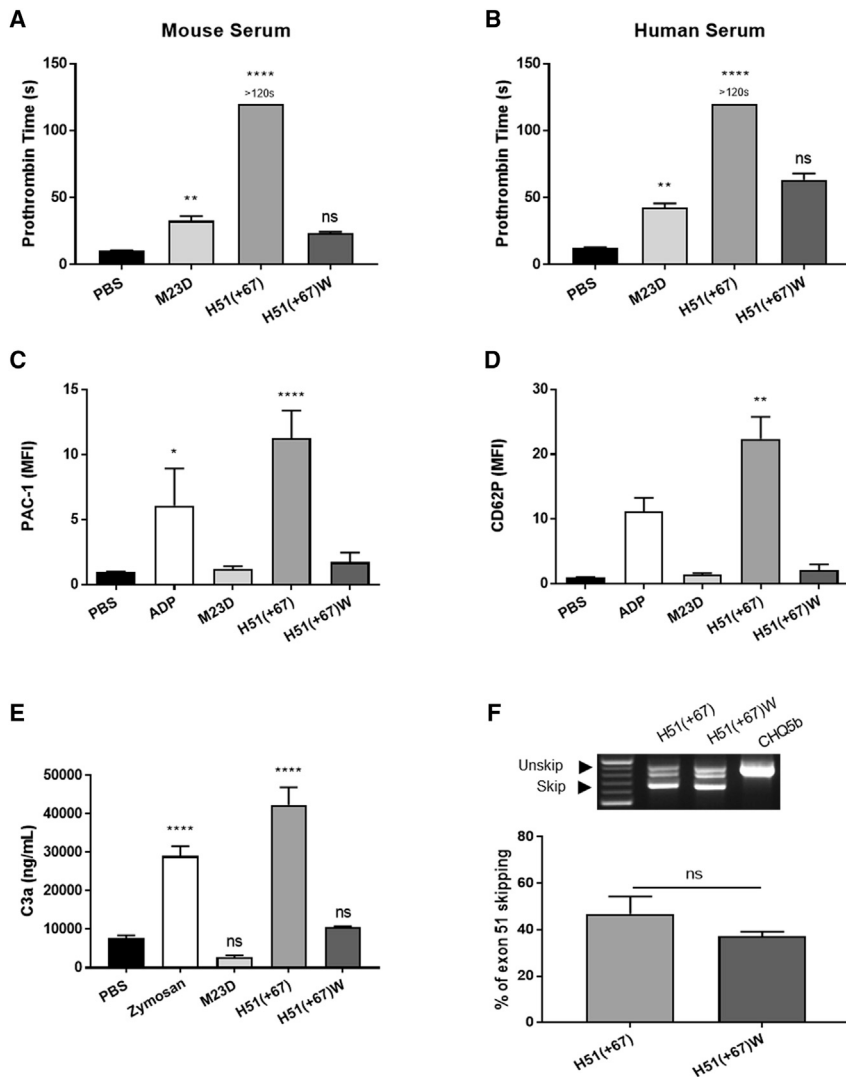 A
Mouse Serum
Prothrombin Time (s)
150
100
50
0
**
****
>120s
ns
PBS
M23D
H51(+67)
H51(+67)W
B
Human Serum
Prothrombin Time (s)
150
100
50
0
**
****
>120s
ns
PBS
M23D
H51(+67)
H51(+67)W
C
PAC-1 (MFI)
15
10
5
0
*
****
PBS
ADP
M23D
H51(+67)
H51(+67)W
D
CD62P (MFI)
30
20
10
0
**
PBS
ADP
M23D
H51(+67)
H51(+67)W
E
C3a (ng/mL)
50000
40000
30000
20000
10000
0
****
ns
****
ns
PBS
Zymosan
M23D
H51(+67)
H51(+67)W
F
H51(+67)
H51(+67)W
CHQ5b
Unskip
Skip
% of exon 51 skipping
80
60
40
20
0
ns
H51(+67)
H51(+67)W